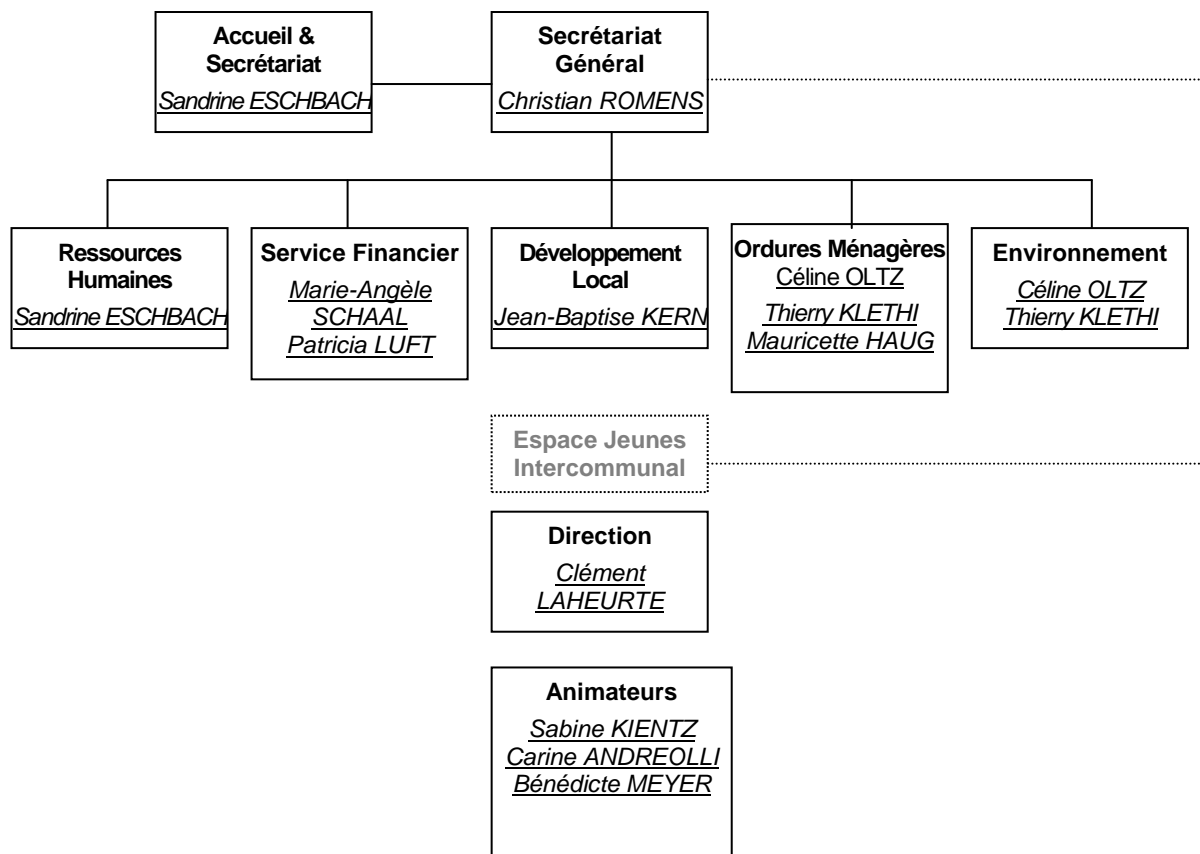 Accueil &
Secrétariat
Sandrine ESCHBACH
Secrétariat
Général
Christian ROMENS
Ressources
Humaines
Sandrine ESCHBACH
Service Financier
Marie-Angèle
SCHAAL
Patricia LUFT
Développement
Local
Jean-Baptise KERN
Ordures Ménagères
Céline OLTZ
Thierry KLETHI
Mauricette HAUG
Environnement
Céline OLTZ
Thierry KLETHI
Espace Jeunes
Intercommunal
Direction
Clément
LAHEURTE
Animateurs
Sabine KIENTZ
Carine ANDREOLLI
Bénédicte MEYER